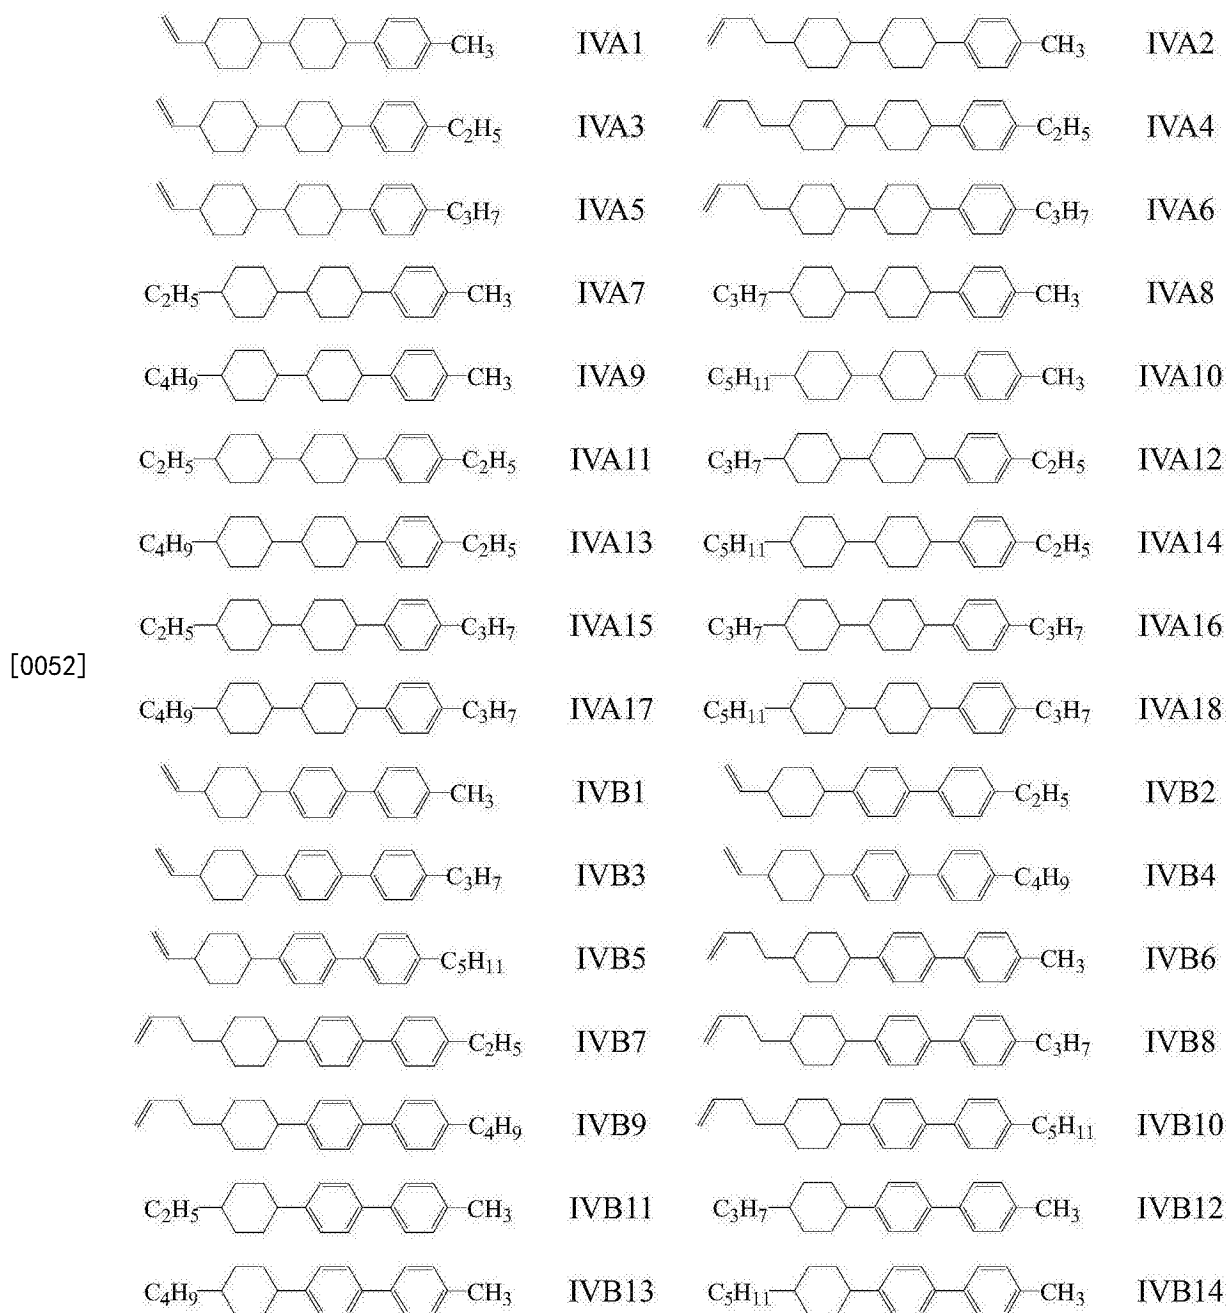 CH3 IVA1 CH3 IVA2
C2H5 IVA3 C2H5 IVA4
C3H7 IVA5 C3H7 IVA6
C2H5 CH3 IVA7 C3H7 CH3 IVA8
C4H9 CH3 IVA9 C5H11 CH3 IVA10
C2H5 C2H5 IVA11 C3H7 C2H5 IVA12
C4H9 C2H5 IVA13 C5H11 C2H5 IVA14
C2H5 C3H7 IVA15 C3H7 C3H7 IVA16
[0052]
C4H9 C3H7 IVA17 C5H11 C3H7 IVA18
CH3 IVB1 C2H5 IVB2
C3H7 IVB3 C4H9 IVB4
C5H11 IVB5 CH3 IVB6
C2H5 IVB7 C3H7 IVB8
C4H9 IVB9 C5H11 IVB10
C2H5 CH3 IVB11 C3H7 CH3 IVB12
C4H9 CH3 IVB13 C5H11 CH3 IVB14